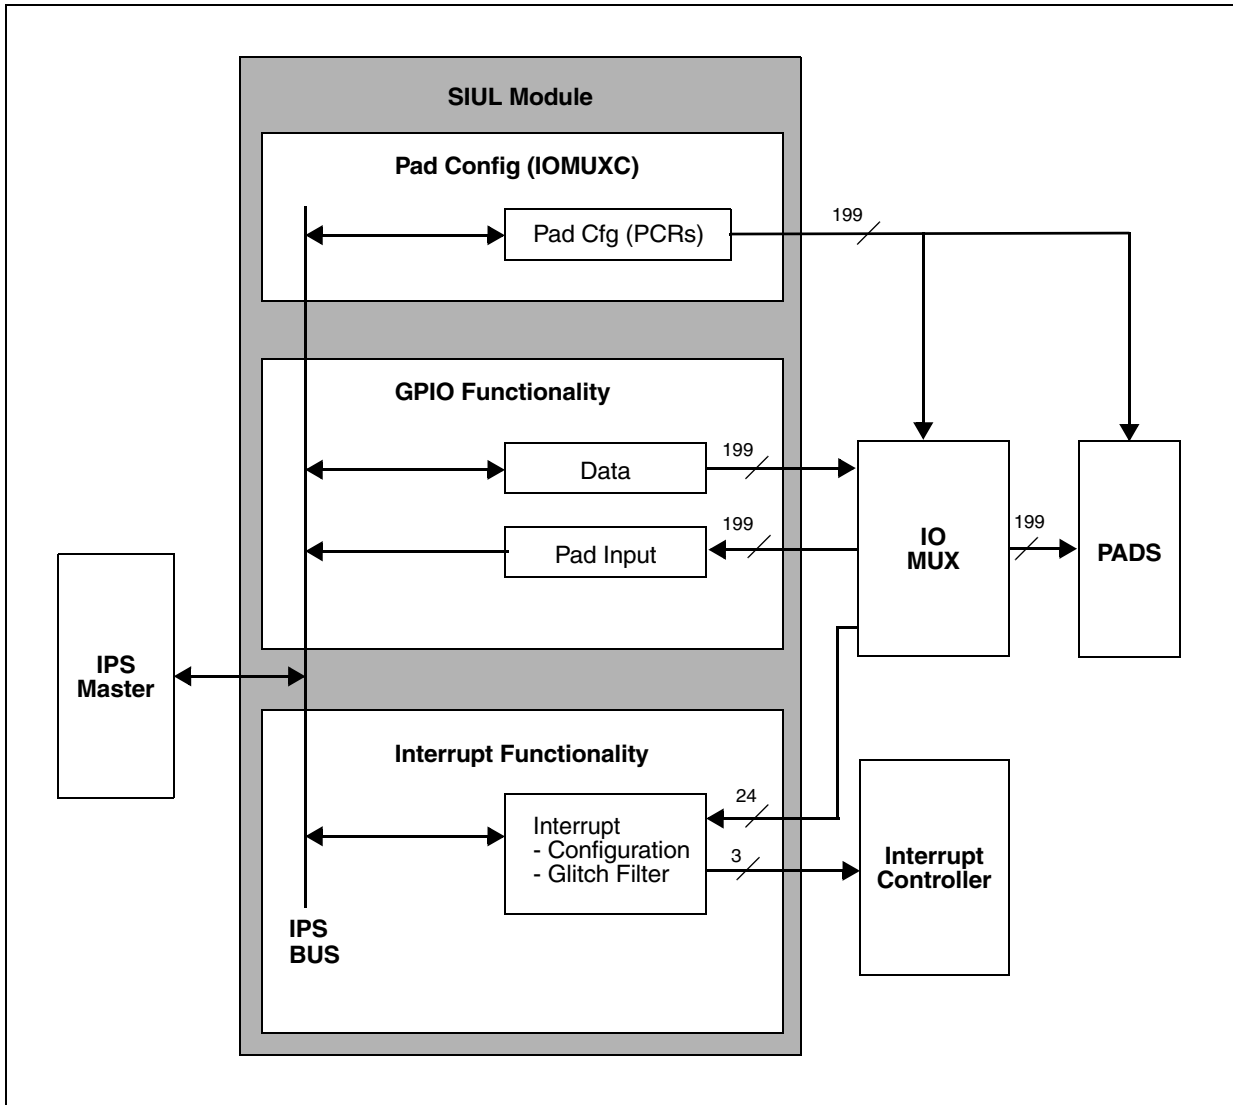 SIUL Module
Pad Config (IOMUXC)
199
Pad Cfg (PCRs)
GPIO Functionality
199
Data
199
Pad Input
IO
MUX
199
PADS
IPS
Master
Interrupt Functionality
24
Interrupt
- Configuration
- Glitch Filter
3
Interrupt
Controller
IPS
BUS